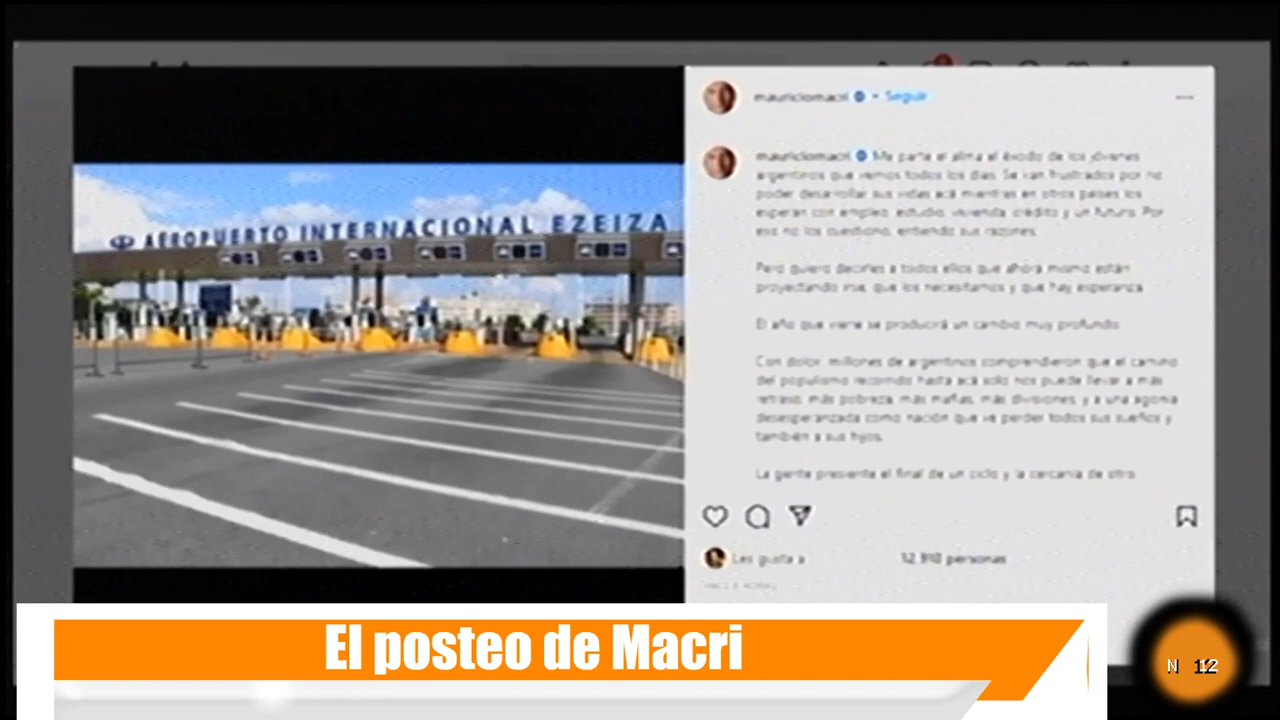 AEROPUERTO INTERNACIONAL EZEIZA
mauriciomacri • Seguir
mauriciomacri Me parte el alma el éxodo de los jóvenes
argentinos que vemos todos los días. Se van frustrados por no
poder desarrollar sus vidas acá mientras en otros países los
esperan con empleo, estudio, vivienda, crédito y un futuro. Por
eso no los cuestiono, entiendo sus razones.
Pero quiero decirles a todos ellos que ahora mismo están
proyectando irse, que los necesitamos y que hay esperanza.
El año que viene se producirá un cambio muy profundo.
Con dolor, millones de argentinos comprendieron que el camino
del populismo recorrido hasta acá solo nos puede llevar a más
retraso, más pobreza, más mañas, más divisiones, y a una agonía
desesperanzada como nación que ve perder todos sus sueños y
también a sus hijos.
La gente presiente el final de un ciclo y la cercanía de otro
Les gusta a 12.910 personas
El posteo de Macri
N 12